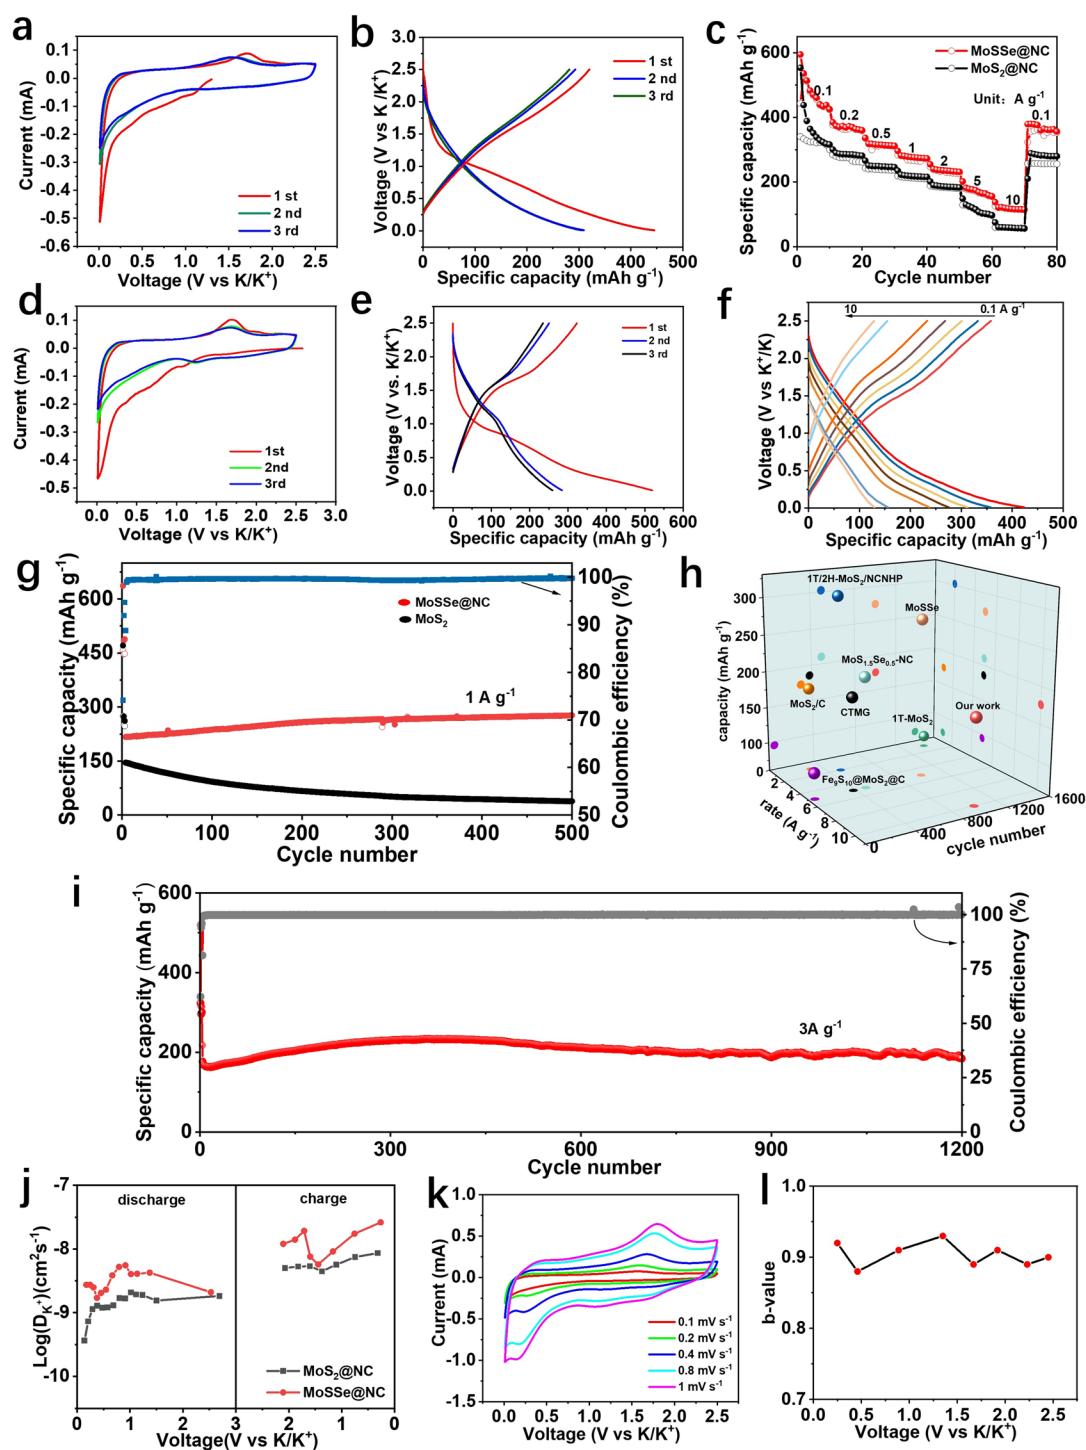 a
0.1
0.0
-0.1
-0.2
-0.3
-0.4
-0.5
-0.6
Current (mA)
1 st
2 nd
3 rd
0.0 0.5 1.0 1.5 2.0 2.5
Voltage (V vs K/K⁺)
b
3.0
2.5
2.0
1.5
1.0
0.5
0.0
Voltage (V vs K /K⁺)
1 st
2 nd
3 rd
0 100 200 300 400 500
Specific capacity (mAh g⁻¹)
c
600
400
200
0
Specific capacity (mAh g⁻¹)
MoSSe@NC
MoS₂@NC
Unit: A g⁻¹
0.1
0.2
0.5
1
2
5
10
0.1
0 20 40 60 80
Cycle number
d
0.1
0.0
-0.1
-0.2
-0.3
-0.4
-0.5
Current (mA)
1st
2nd
3rd
0.0 0.5 1.0 1.5 2.0 2.5 3.0
Voltage (V vs K/K⁺)
e
2.5
2.0
1.5
1.0
0.5
0.0
Voltage (V vs. K/K⁺)
1 st
2 nd
3 rd
0 100 200 300 400 500 600
Specific capacity (mAh g⁻¹)
f
2.5
2.0
1.5
1.0
0.5
0.0
Voltage (V vs K⁺/K)
10
0.1 A g⁻¹
0 100 200 300 400 500
Specific capacity (mAh g⁻¹)
g
600
450
300
150
0
Specific capacity (mAh g⁻¹)
MoSSe@NC
MoS₂
1 A g⁻¹
100
90
80
70
60
50
Coulombic efficiency (%)
0 100 200 300 400 500
Cycle number
h
300
250
200
150
100
0
capacity (mAh g⁻¹)
1T/2H-MoS₂/NCNHP
MoSSe
MoS₁.₅Se₀.₅-NC
MoS₂/C
CTMG
1T-MoS₂
Our work
Fe₉S₁₀@MoS₂@C
2 4 6 8 10
rate (A g⁻¹)
0 400 800 1200 1600
cycle number
i
600
400
200
0
Specific capacity (mAh g⁻¹)
3A g⁻¹
100
75
50
25
0
Coulombic efficiency (%)
0 300 600 900 1200
Cycle number
j
-7
-8
-9
-10
Log(D_K⁺)(cm²s⁻¹)
discharge
charge
MoS₂@NC
MoSSe@NC
0 1 2 3 2 1 0
Voltage(V vs K/K⁺)
k
1.0
0.5
0.0
-0.5
-1.0
-1.5
Current (mA)
0.1 mV s⁻¹
0.2 mV s⁻¹
0.4 mV s⁻¹
0.8 mV s⁻¹
1 mV s⁻¹
0.0 0.5 1.0 1.5 2.0 2.5
Voltage (V vs K/K⁺)
l
1.0
0.9
0.8
0.7
b-value
0.0 0.5 1.0 1.5 2.0 2.5
Voltage (V vs K/K⁺)